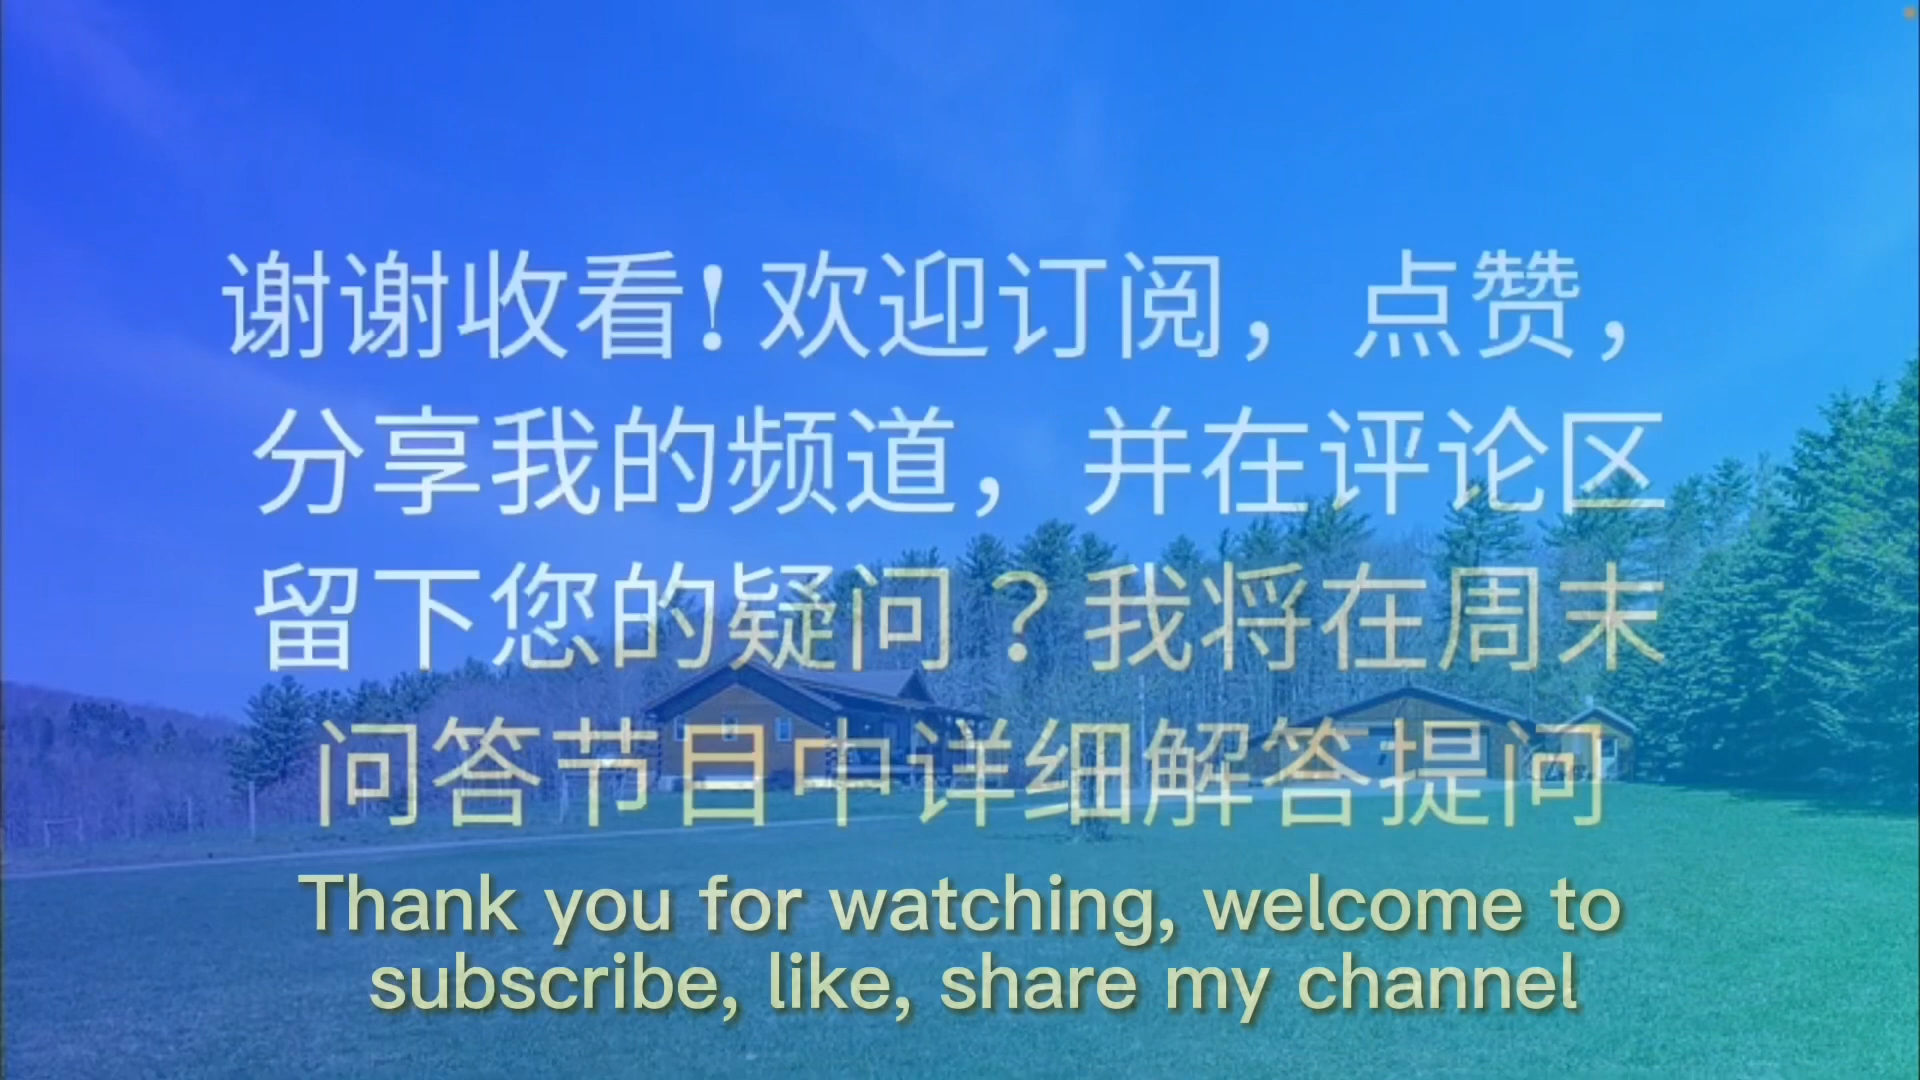 谢谢收看！欢迎订阅，点赞，
分享我的频道，并在评论区
留下您的疑问？我将在周末
问答节目中详细解答提问
Thank you for watching, welcome to
subscribe, like, share my channel